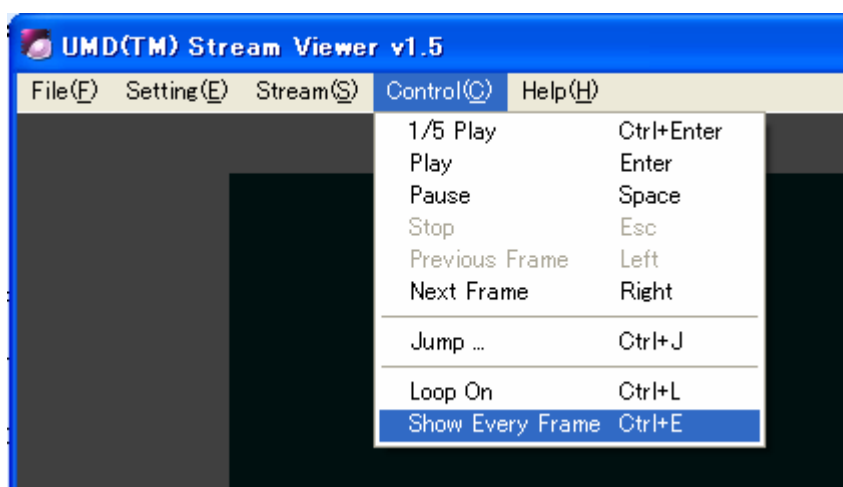 UMD(TM) Stream Viewer v1.5
File(F) Setting(E) Stream(S) Control(C) Help(H)
1/5 Play Ctrl+Enter
Play Enter
Pause Space
Stop Esc
Previous Frame Left
Next Frame Right
Jump ... Ctrl+J
Loop On Ctrl+L
Show Every Frame Ctrl+E